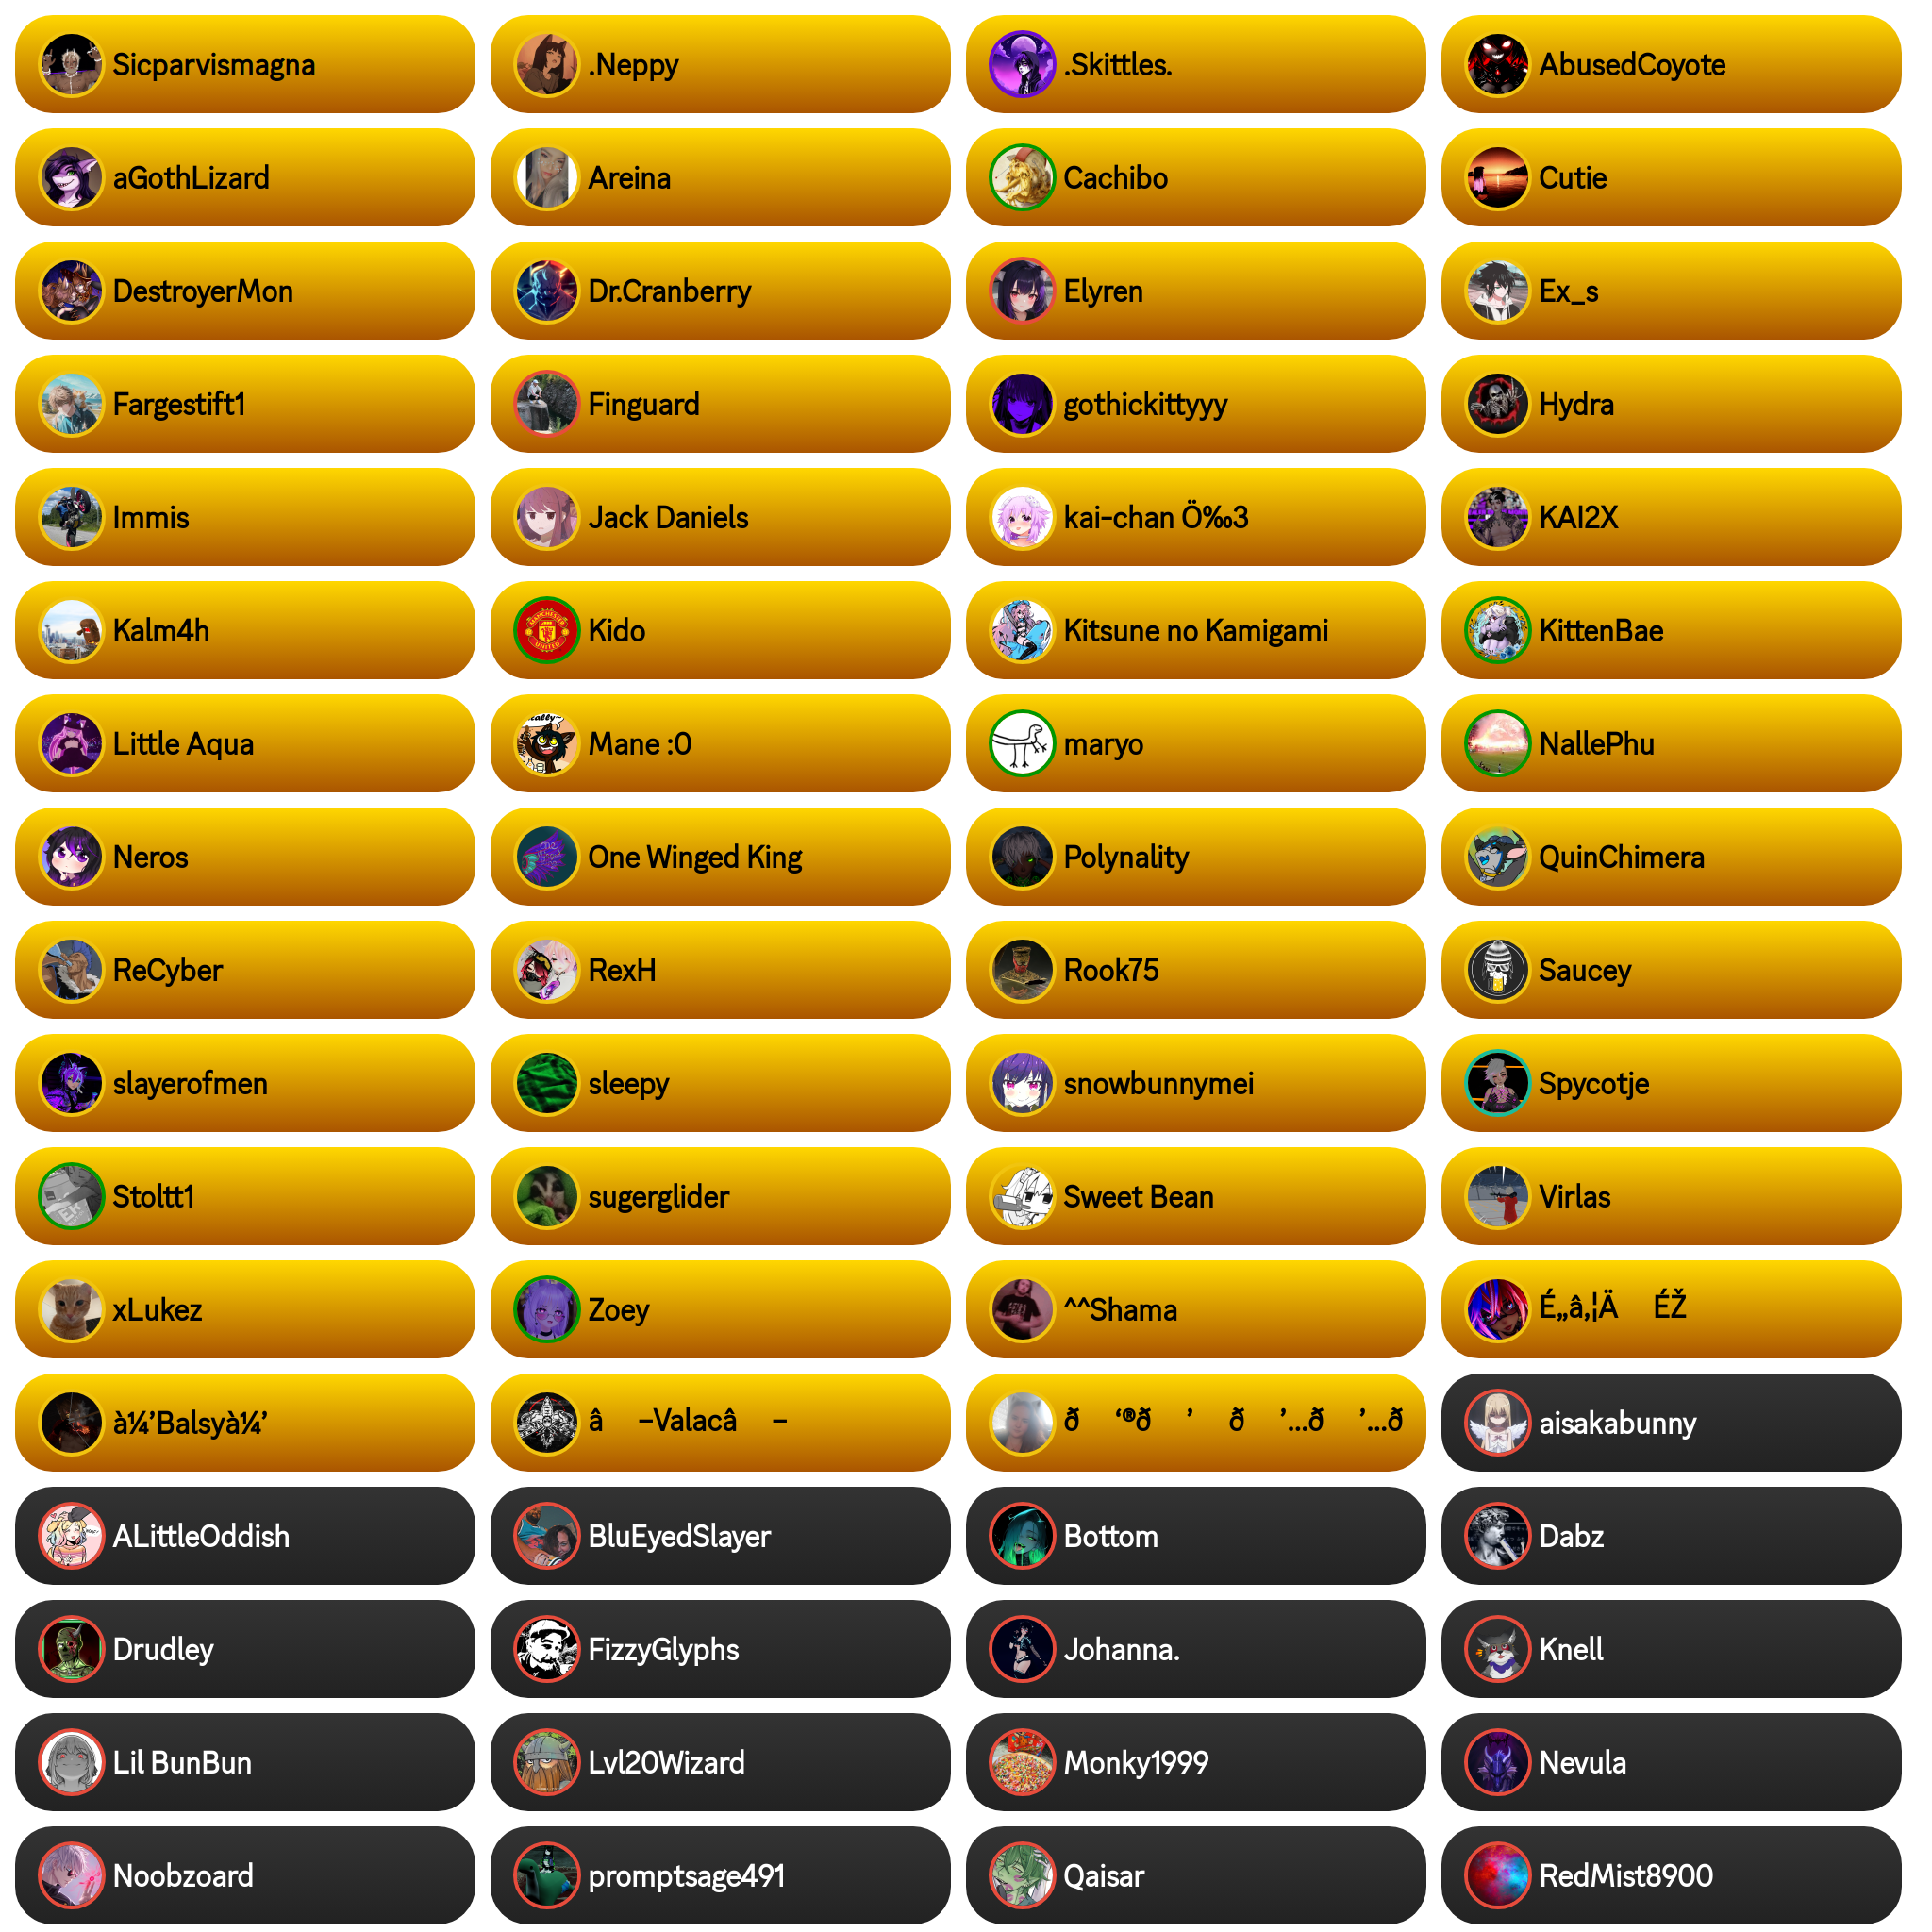 Sicparvismagna
.Neppy
.Skittles.
AbusedCoyote
aGothLizard
Areina
Cachibo
Cutie
DestroyerMon
Dr.Cranberry
Elyren
Ex_s
Fargestift1
Finguard
gothickittyyy
Hydra
Immis
Jack Daniels
kai-chan Ö‰3
KAI2X
Kalm4h
MANCHESTER
UNITED
Kido
Kitsune no Kamigami
KittenBae
Little Aqua
Mane :0
maryo
NallePhu
Neros
One Winged King
Polynality
QuinChimera
ReCyber
RexH
Rook75
Saucey
slayerofmen
sleepy
snowbunnymei
Spycotje
Stoltt1
sugerglider
Sweet Bean
Virlas
xLukez
Zoey
^^Shama
É„â‚¦Ä ÉŽ
à¼’Balsyà¼’
â –Valacâ –
ð ‘®ð ’ ð ’…ð ’…ð
aisakabunny
ALittleOddish
BluEyedSlayer
Bottom
Dabz
Drudley
FizzyGlyphs
Johanna.
Knell
Lil BunBun
Lvl20Wizard
Monky1999
Nevula
Noobzoard
promptsage491
Qaisar
RedMist8900